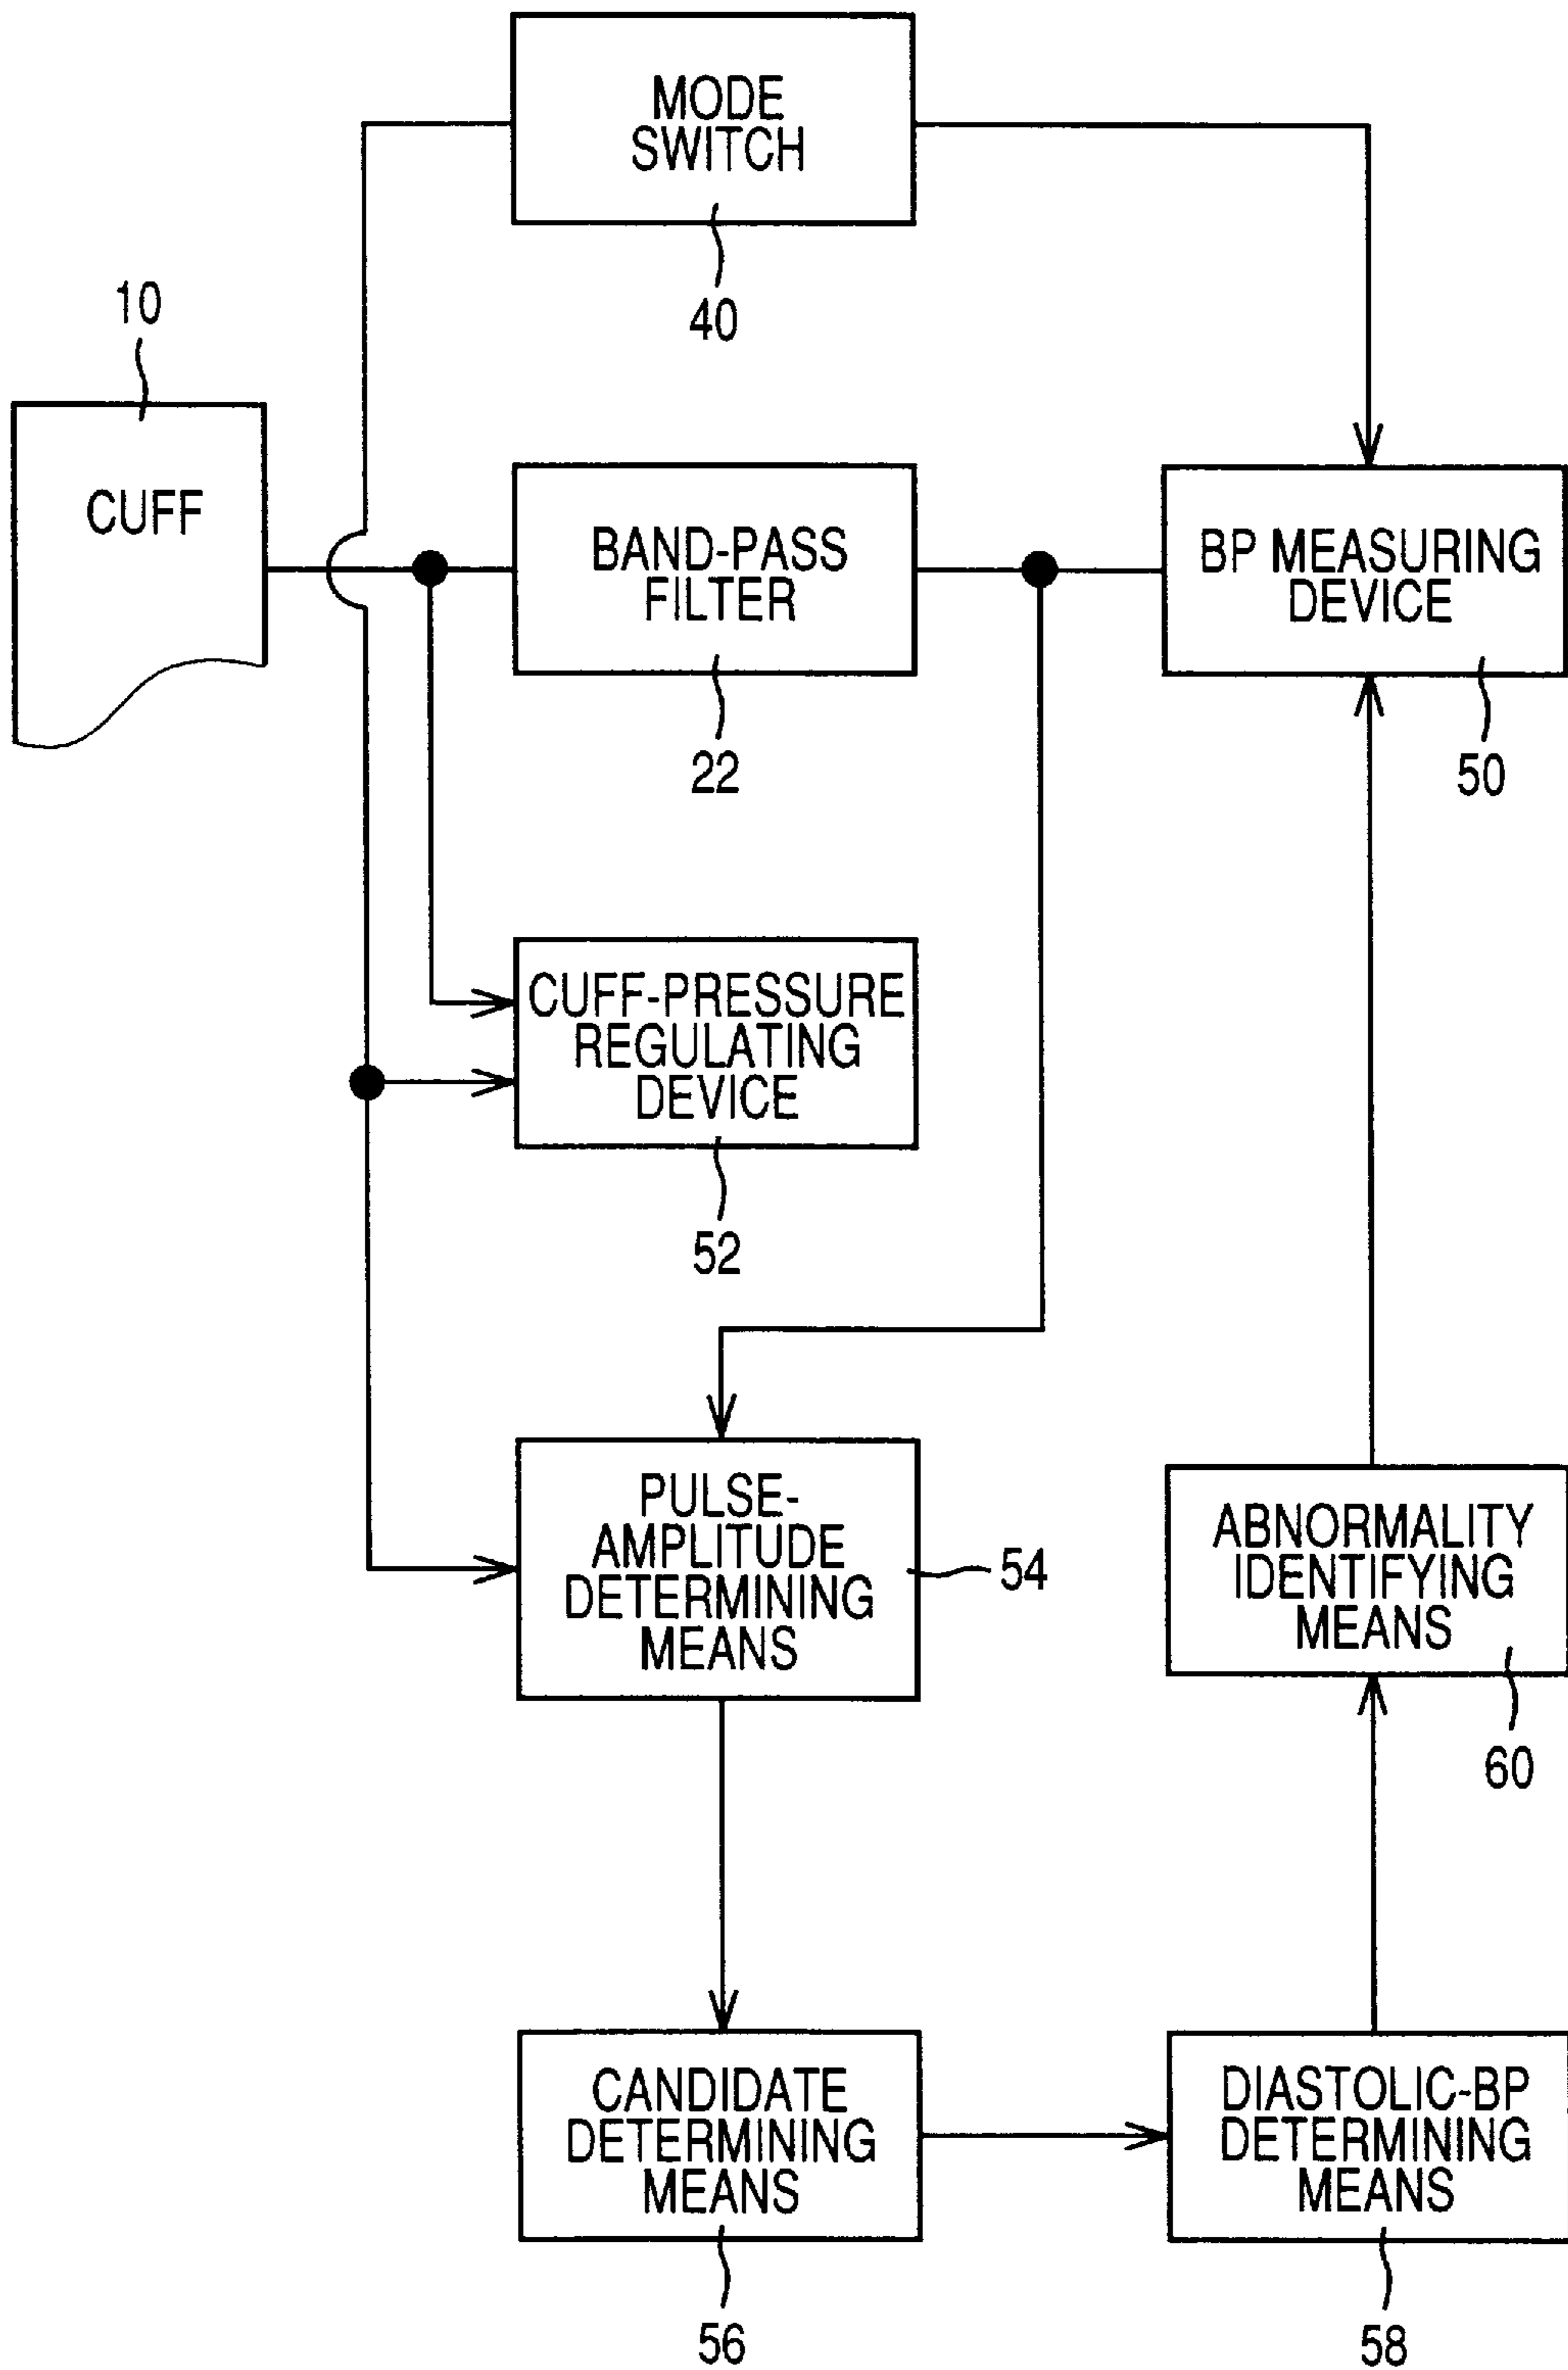 MODE
SWITCH
40
10
CUFF
BAND-PASS
FILTER
22
BP MEASURING
DEVICE
50
CUFF-PRESSURE
REGULATING
DEVICE
52
PULSE-
AMPLITUDE
DETERMINING
MEANS
54
ABNORMALITY
IDENTIFYING
MEANS
60
CANDIDATE
DETERMINING
MEANS
56
DIASTOLIC-BP
DETERMINING
MEANS
58